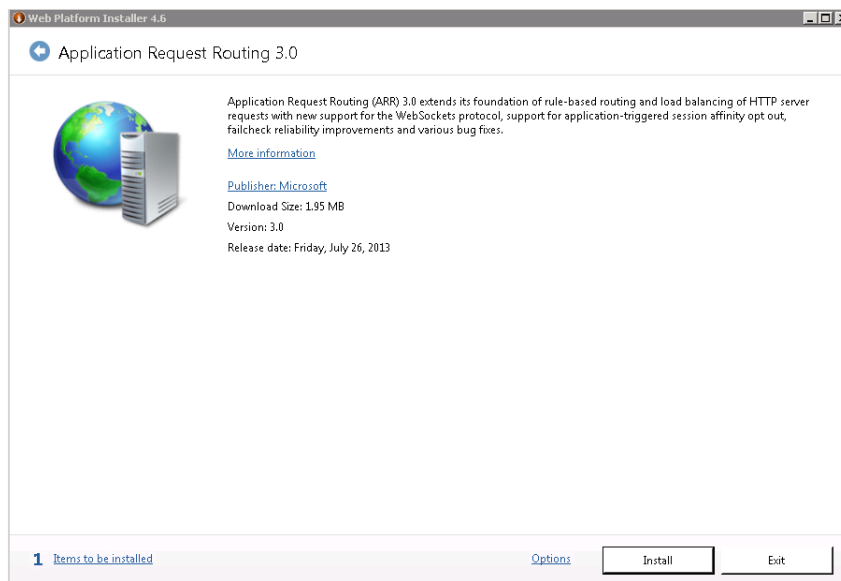 Web Platform Installer 4.6
Application Request Routing 3.0
Application Request Routing (ARR) 3.0 extends its foundation of rule-based routing and load balancing of HTTP server
requests with new support for the WebSockets protocol, support for application-triggered session affinity opt out,
failcheck reliability improvements and various bug fixes.
More information
Publisher: Microsoft
Download Size: 1.95 MB
Version: 3.0
Release date: Friday, July 26, 2013
1 Items to be installed Options Install Exit